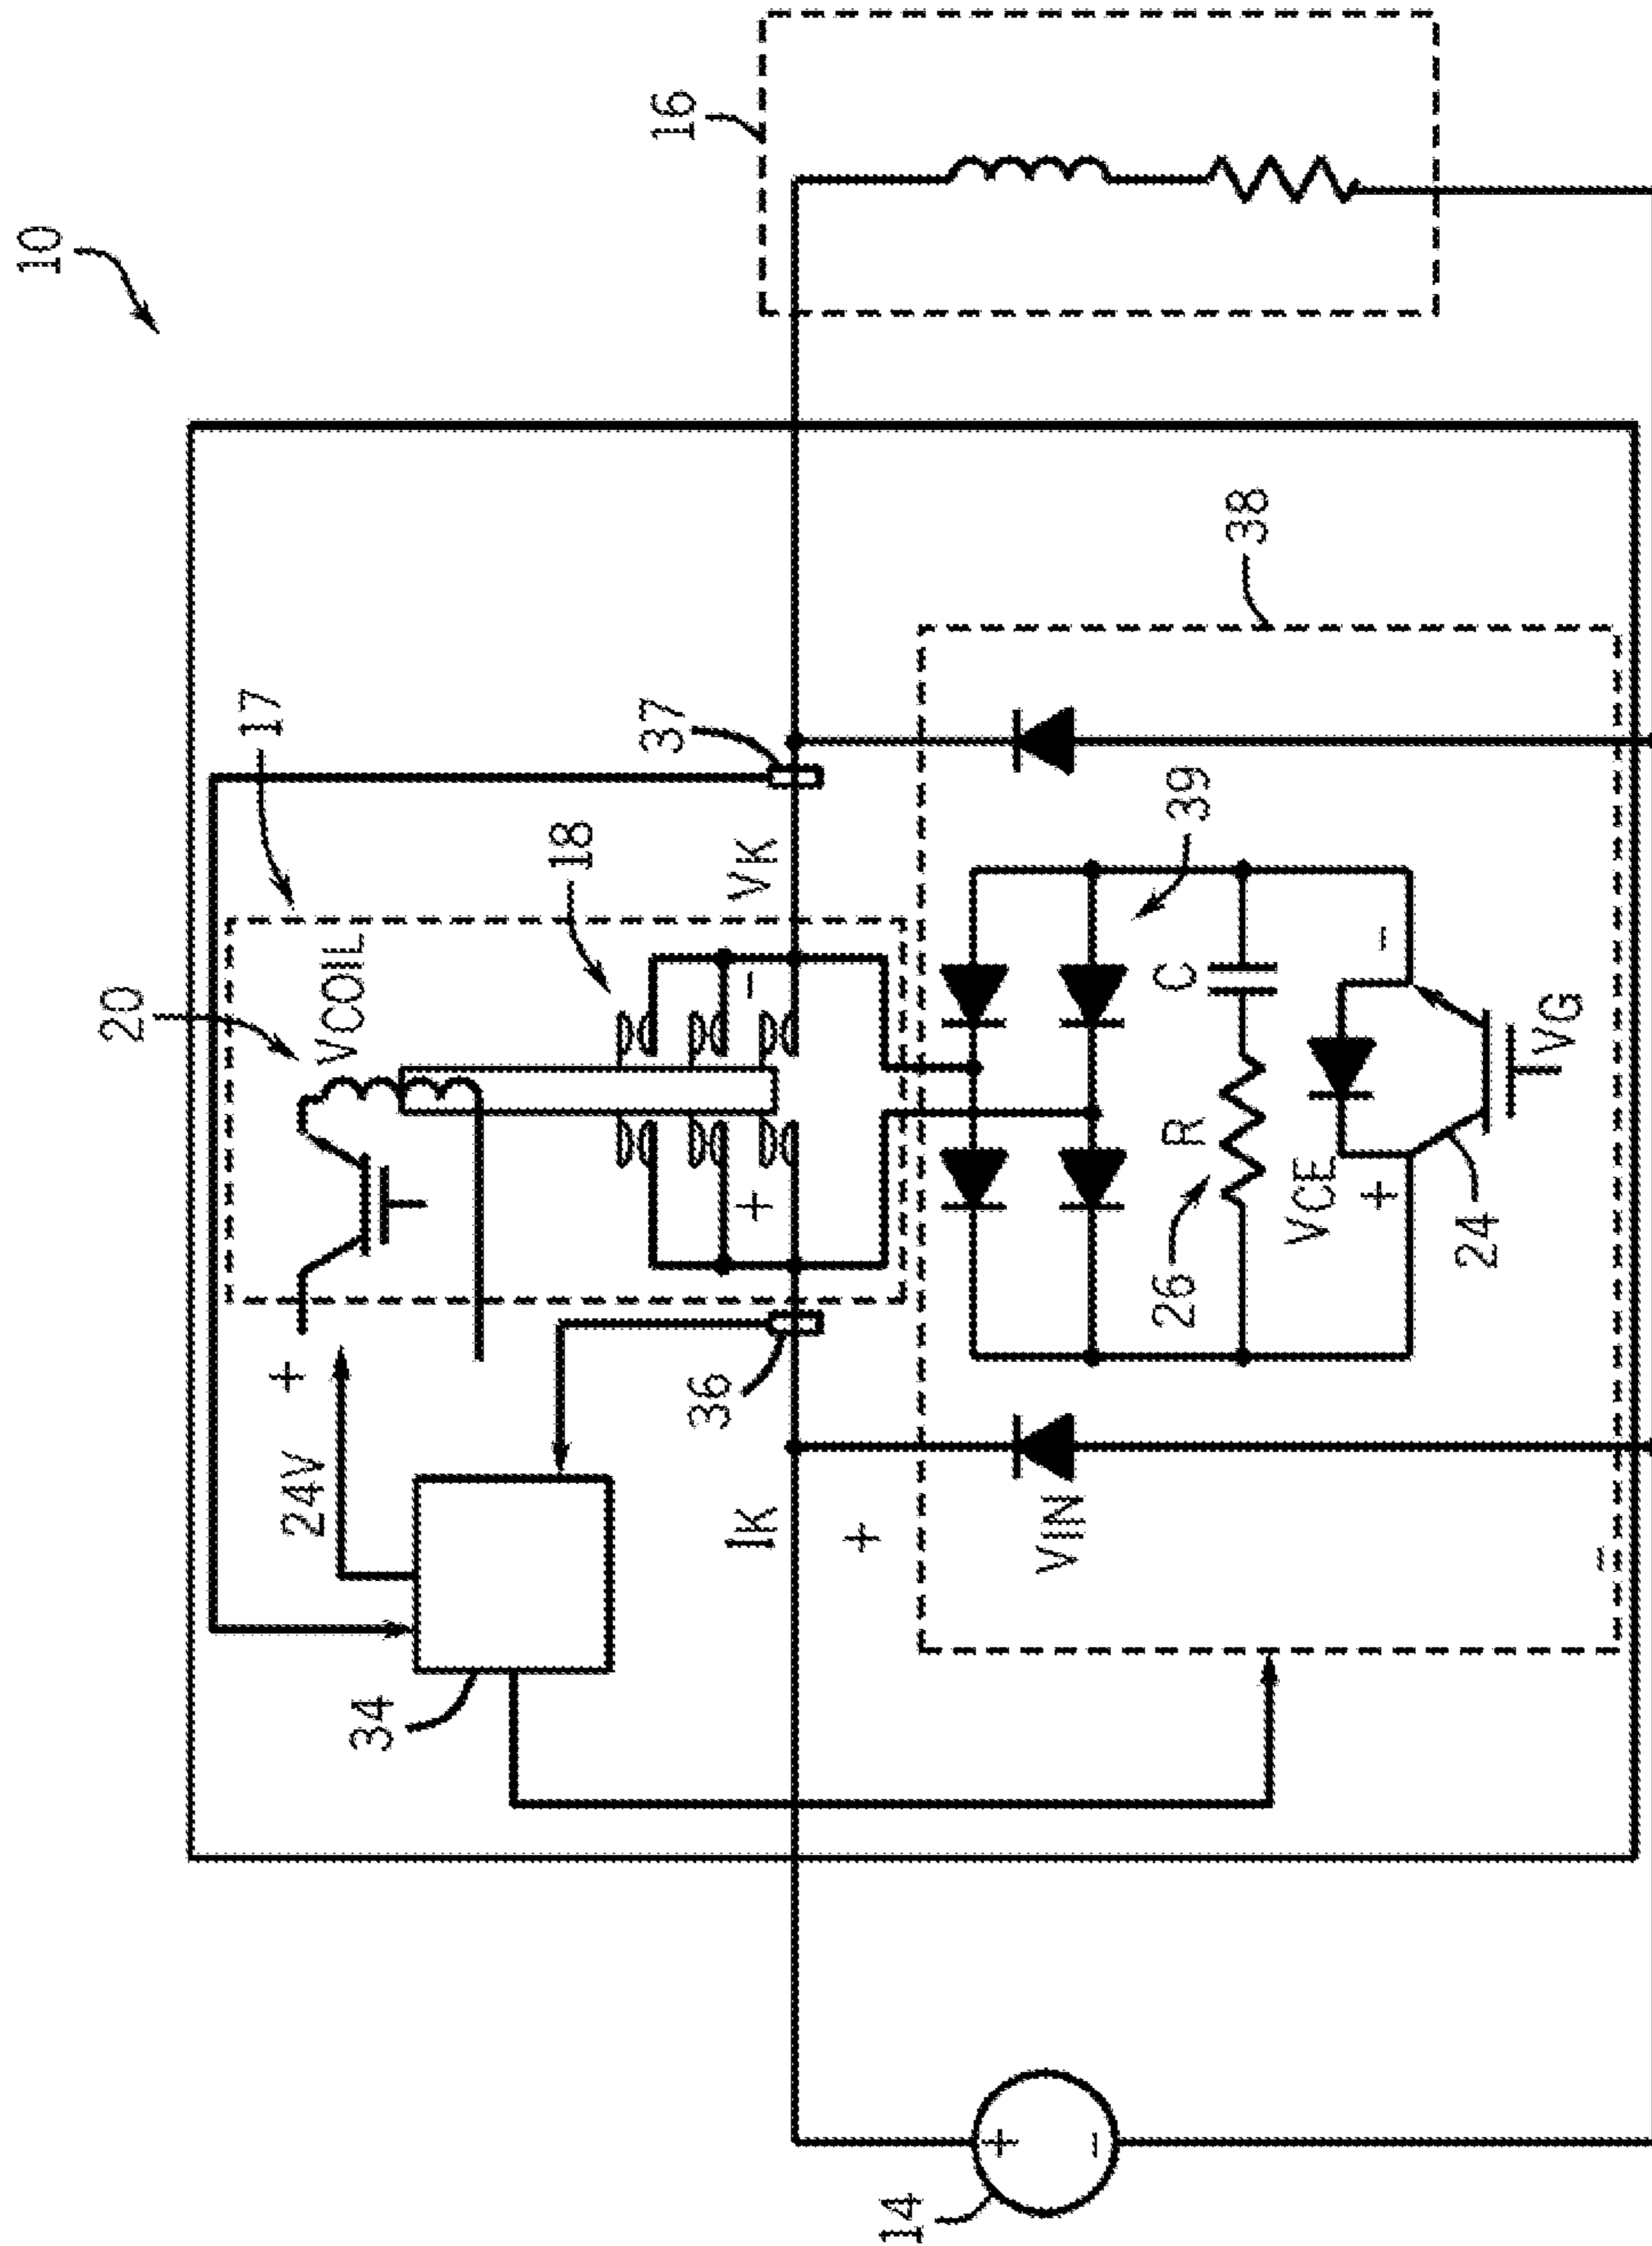 10
16
17
20
VCOIL
18
37
VK
24V
+
34
36
IK
+
-
+
VIN
-
38
39
C
R
26
VCE
+
-
24
VG
14
+
-